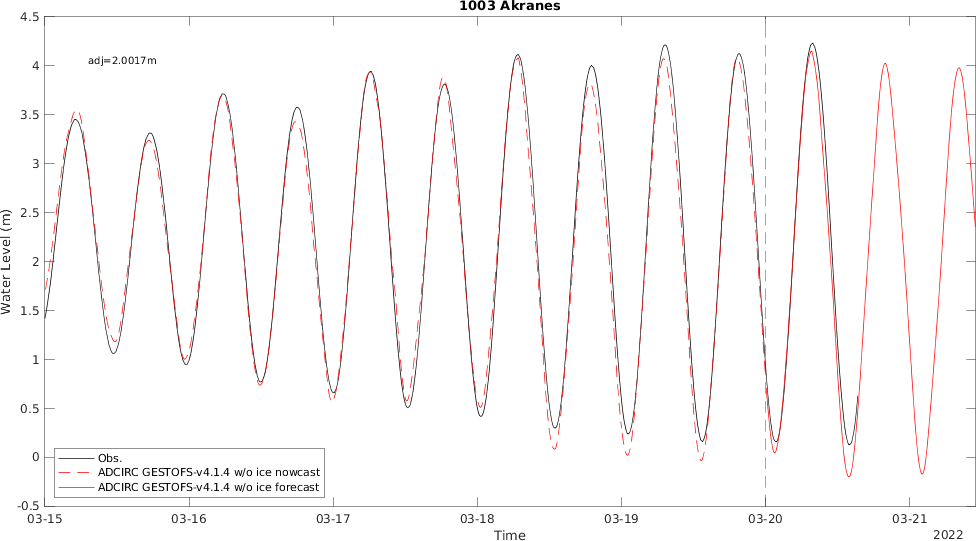 1003 Akranes
4.5
4
3.5
3
2.5
2
1.5
1
0.5
0
-0.5
Water Level (m)
adj=2.0017m
Obs.
ADCIRC GESTOFS-v4.1.4 w/o ice nowcast
ADCIRC GESTOFS-v4.1.4 w/o ice forecast
03-15 03-16 03-17 03-18 03-19 03-20 03-21
Time
2022